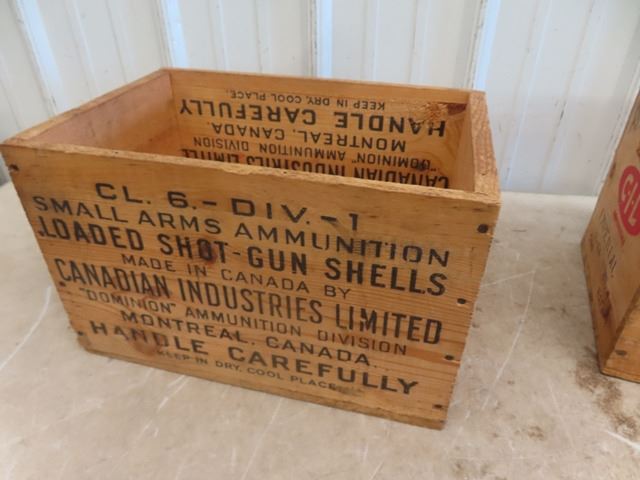 CL. 6.-DIV.-1
SMALL ARMS AMMUNITION
LOADED SHOT-GUN SHELLS
MADE IN CANADA BY
CANADIAN INDUSTRIES LIMITED
"DOMINION" AMMUNITION DIVISION
MONTREAL, CANADA.
HANDLE CAREFULLY
KEEP IN DRY, COOL PLACE.
CANADIAN INDUSTRIES LIMITE
"DOMINION" AMMUNITION DIVISION
MONTREAL, CANADA.
HANDLE CAREFULLY
KEEP IN DRY, COOL PLACE.